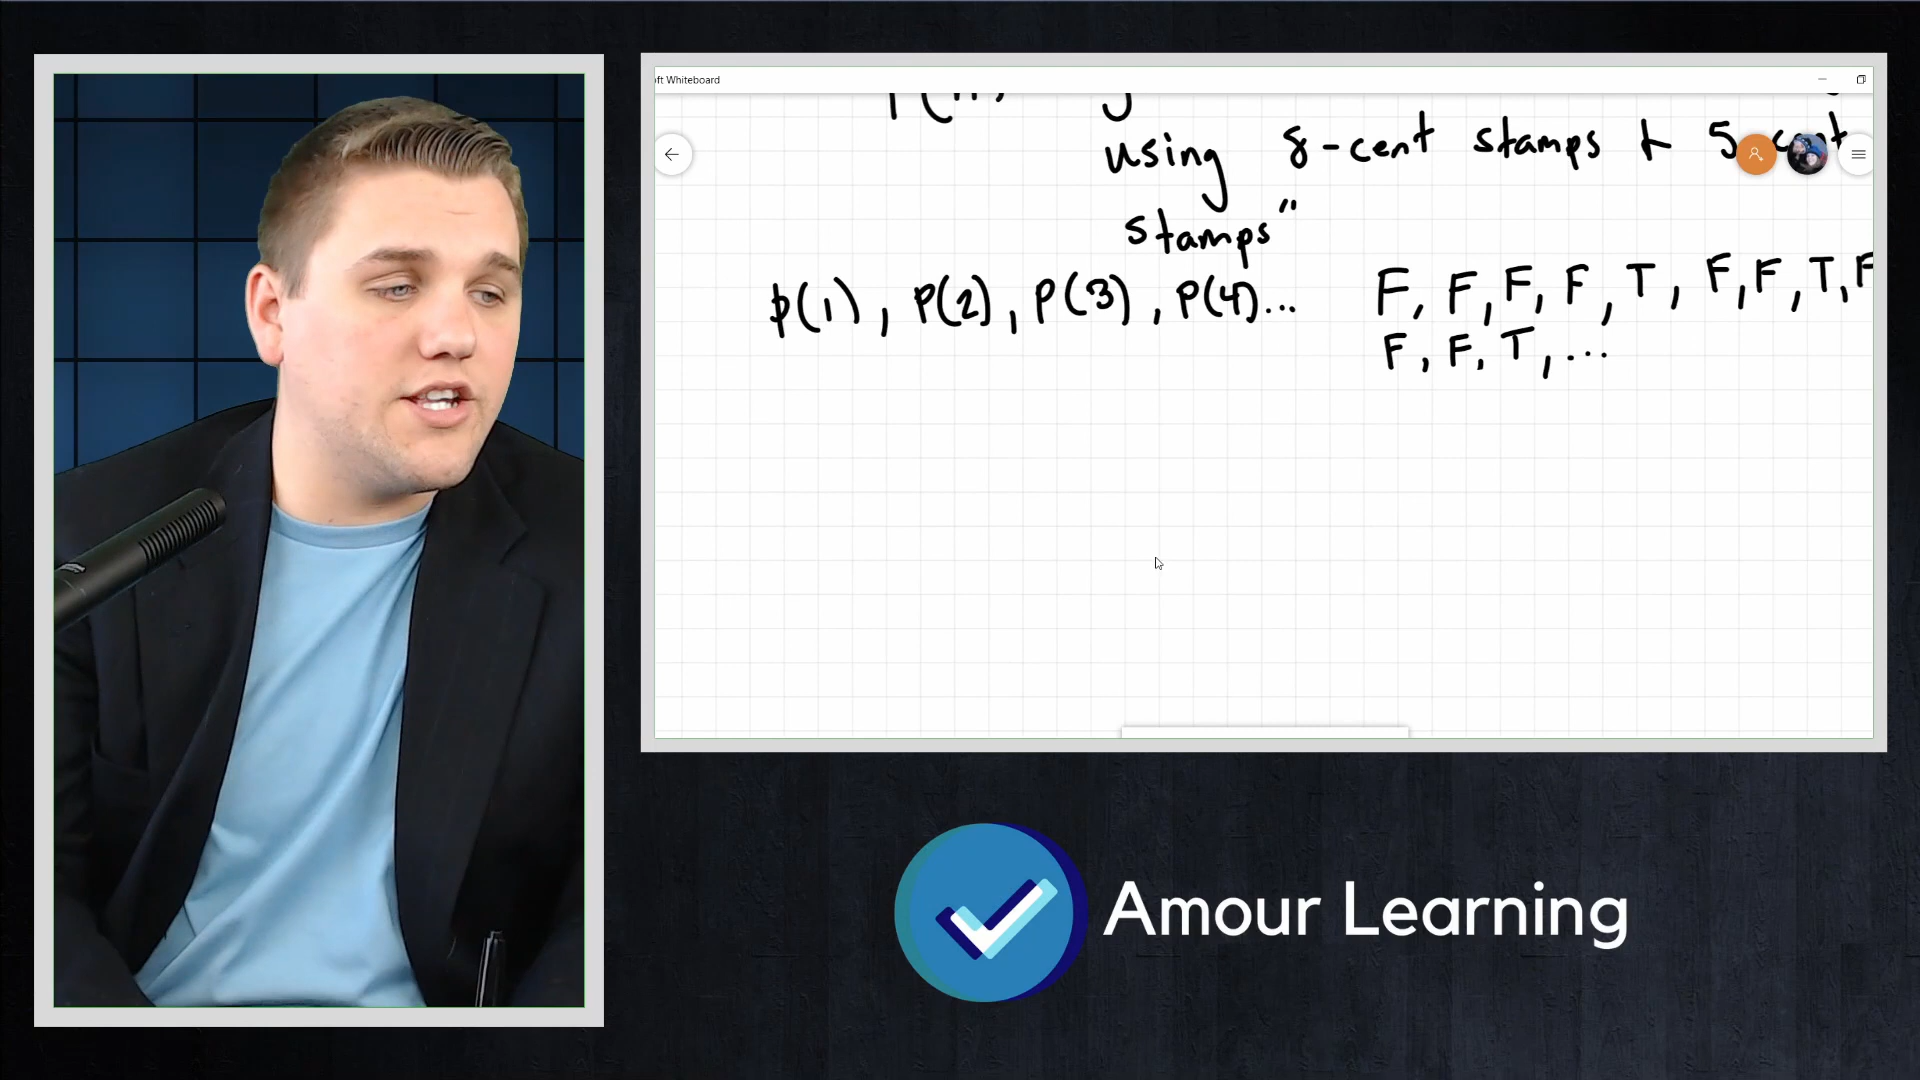 ft Whiteboard
using 8-cent stamps + 5 cent
stamps"
P(1), P(2), P(3), P(4)... F, F, F, F, T, F, F, T, F
F, F, T, ...
Amour Learning